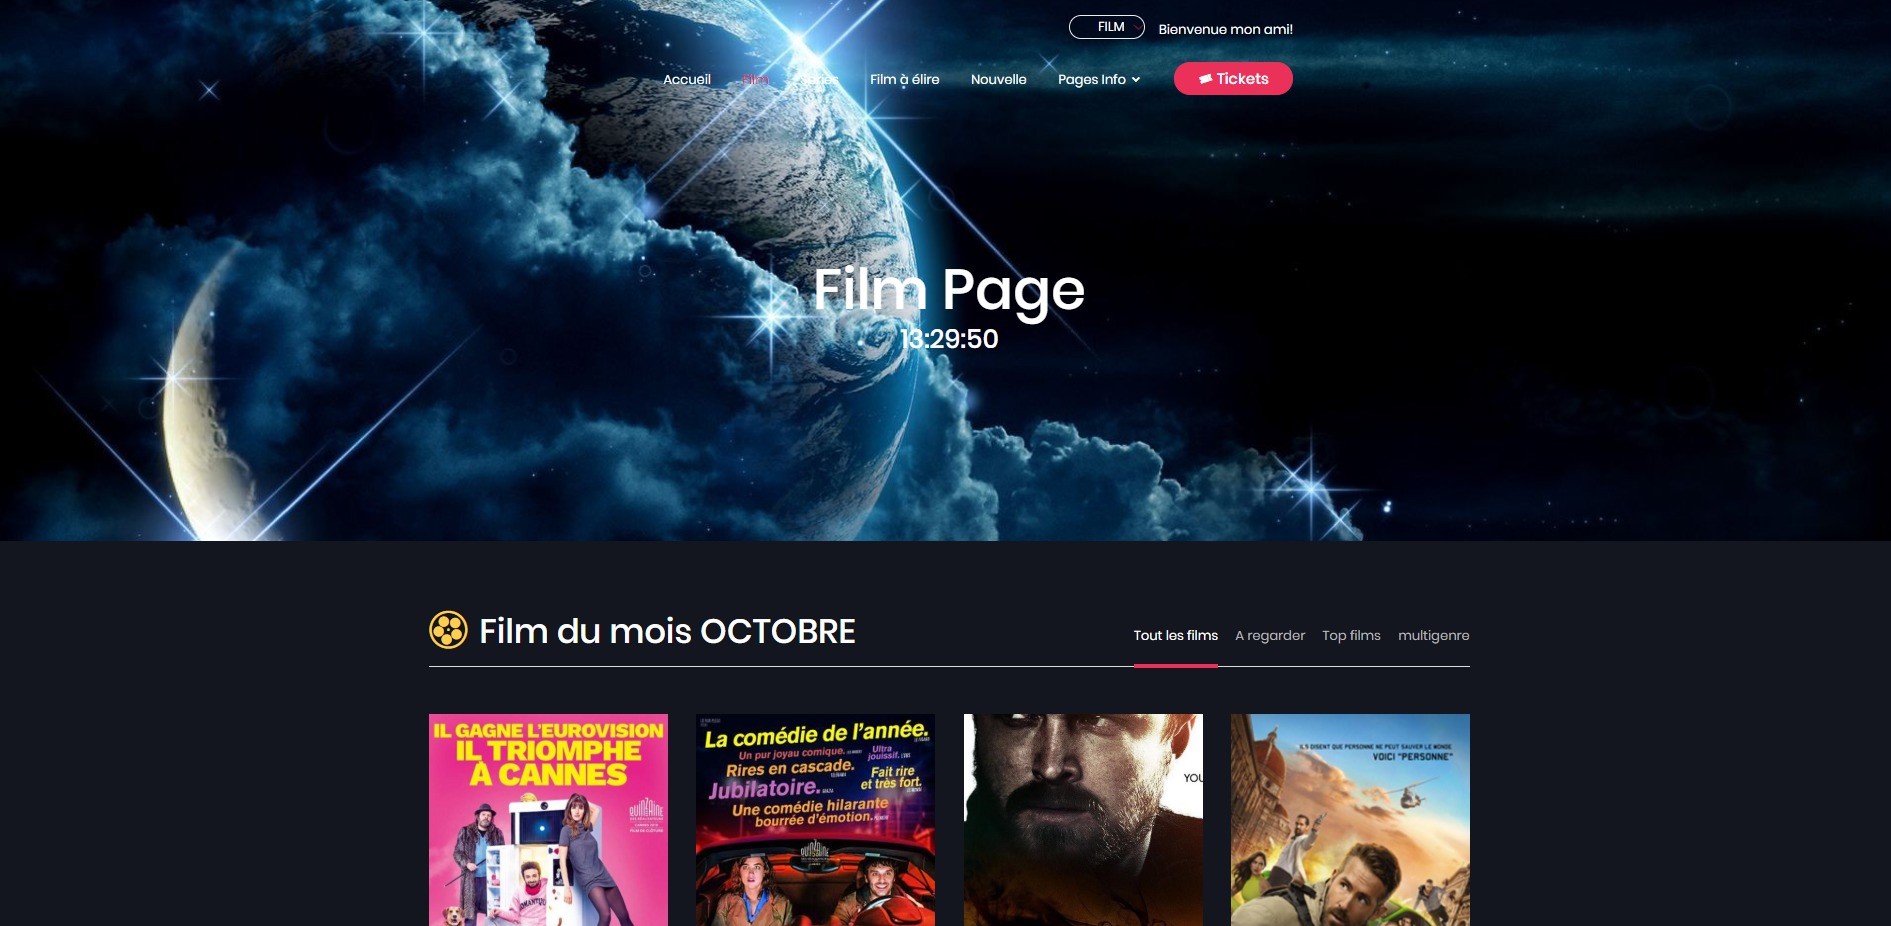 FILM
Bienvenue mon ami!
Accueil
Film
Film à élire
Nouvelle
Pages Info
Tickets
Film Page
13:29:50
Film du mois OCTOBRE
Tout les films
A regarder
Top films
multigenre
IL GAGNE L'EUROVISION
IL TRIOMPHE
À CANNES
QUINZAINE
La comédie de l'année.
Un pur joyau comique.
Ultra
jouissif.
Rires en cascade.
Fait rire
et très fort.
Jubilatoire.
Une comédie hilarante
bourrée d'émotion.
QUINZAINE
YOU
ILS DISENT QUE PERSONNE NE PEUT SAUVER LE MONDE
VOICI "PERSONNE"